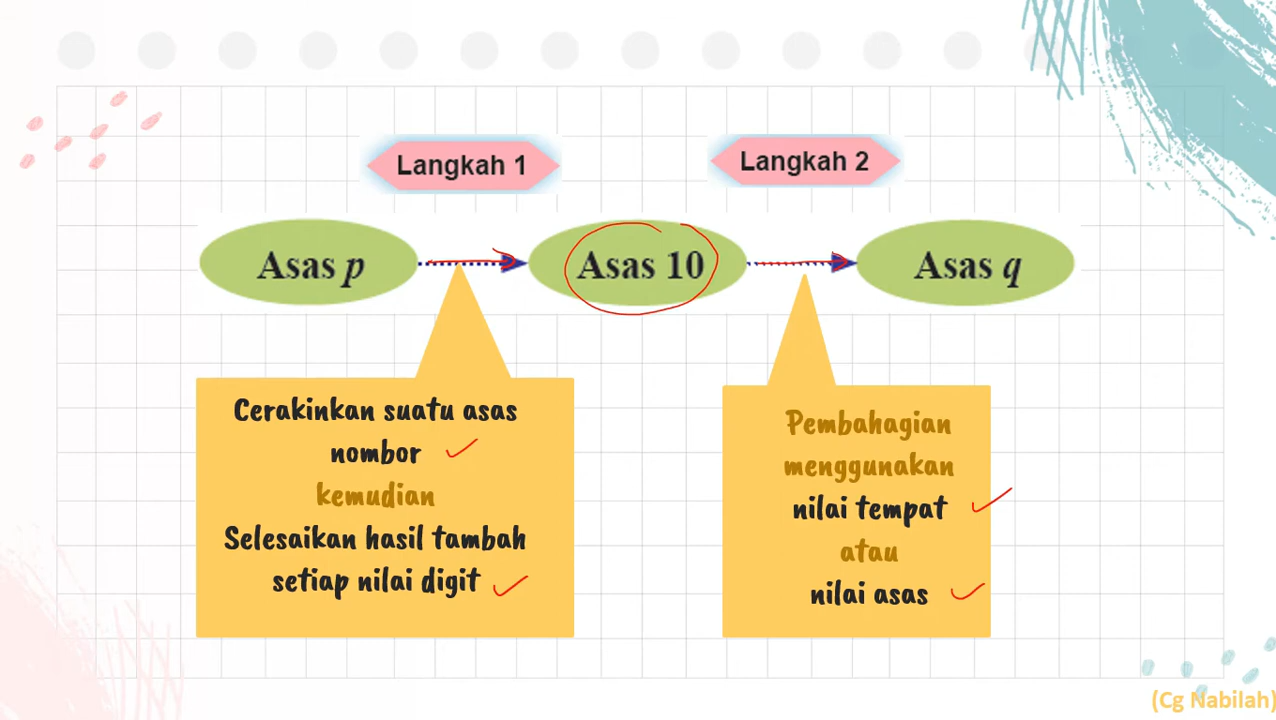 Langkah 1
Langkah 2
Asas p
Asas 10
Asas q
Cerakinkan suatu asas
nombor
kemudian
Selesaikan hasil tambah
setiap nilai digit
Pembahagian
menggunakan
nilai tempat
atau
nilai asas
(Cg Nabilah)